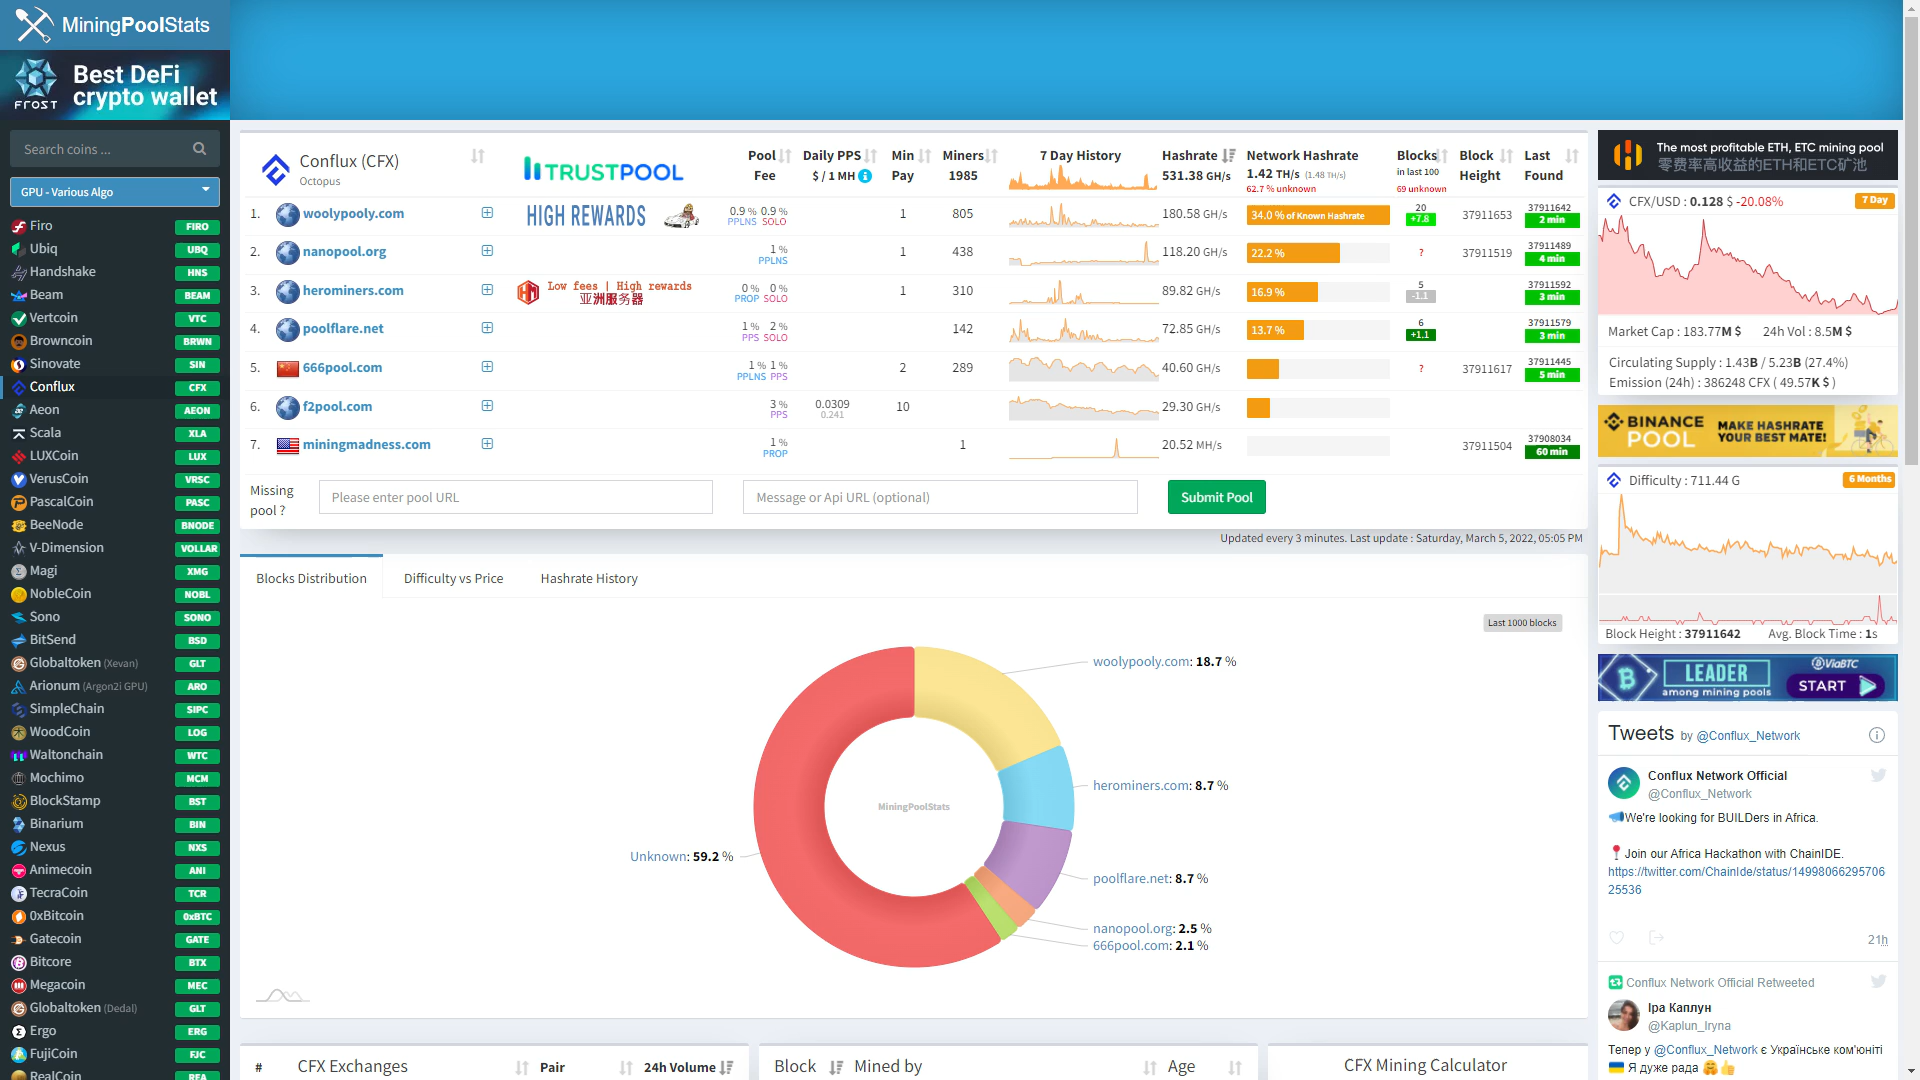 MiningPoolStats
FROST
Best DeFi
crypto wallet
Search coins ...
GPU - Various Algo
Firo FIRO
Ubiq UBQ
Handshake HNS
Beam BEAM
Vertcoin VTC
Browncoin BRWN
Sinovate SIN
Conflux CFX
Aeon AEON
Scala XLA
LUXCoin LUX
VerusCoin VRSC
PascalCoin PASC
BeeNode BNODE
V-Dimension VOLLAR
Magi XMG
NobleCoin NOBL
Sono SONO
BitSend BSD
Globaltoken (Xevan) GLT
Arionum (Argon2i GPU) ARO
SimpleChain SIPC
WoodCoin LOG
Waltonchain WTC
Mochimo MCM
BlockStamp BST
Binarium BIN
Nexus NXS
Animecoin ANI
TecraCoin TCR
0xBitcoin 0xBTC
Gatecoin GATE
Bitcore BTX
Megacoin MEC
Globaltoken (Dedal) GLT
Ergo ERG
FujiCoin FJC
RealCoin REA
Conflux (CFX)
Octopus
TRUSTPOOL
Pool Fee
Daily PPS $ / 1 MH
Min Pay
Miners 1985
7 Day History
Hashrate 531.38 GH/s
Network Hashrate
1.42 TH/s (1.48 TH/s)
62.7 % unknown
Blocks
in last 100
69 unknown
Block Height
Last Found
1. woolypooly.com HIGH REWARDS 0.9 % 0.9 % PPLNS SOLO 1 805 180.58 GH/s 34.0 % of Known Hashrate 20 +7.8 37911653 37911642 2 min
2. nanopool.org 1 % PPLNS 1 438 118.20 GH/s 22.2 % ? 37911519 37911489 4 min
3. herominers.com HM Low fees | High rewards 亚洲服务器 0 % 0 % PROP SOLO 1 310 89.82 GH/s 16.9 % 5 -1.1 37911592 3 min
4. poolflare.net 1 % 2 % PPS SOLO 142 72.85 GH/s 13.7 % 6 +1.1 37911579 3 min
5. 666pool.com 1 % 1 % PPLNS PPS 2 289 40.60 GH/s ? 37911617 37911445 5 min
6. f2pool.com 3 % PPS 0.0309 0.241 10 29.30 GH/s
7. miningmadness.com 1 % PROP 1 20.52 MH/s 37911504 37908034 60 min
Missing pool ?
Please enter pool URL
Message or Api URL (optional)
Submit Pool
Updated every 3 minutes. Last update : Saturday, March 5, 2022, 05:05 PM
Blocks Distribution
Difficulty vs Price
Hashrate History
Last 1000 blocks
woolypooly.com: 18.7 %
herominers.com: 8.7 %
MiningPoolStats
Unknown: 59.2 %
poolflare.net: 8.7 %
nanopool.org: 2.5 %
666pool.com: 2.1 %
# CFX Exchanges Pair 24h Volume
Block Mined by Age
CFX Mining Calculator
The most profitable ETH, ETC mining pool
零费率高收益的ETH和ETC矿池
CFX/USD : 0.128 $ -20.08%
7 Day
Market Cap : 183.77M $ 24h Vol : 8.5M $
Circulating Supply : 1.43B / 5.23B (27.4%)
Emission (24h) : 386248 CFX ( 49.57K $ )
BINANCE POOL
MAKE HASHRATE
YOUR BEST MATE!
Difficulty : 711.44 G
6 Months
Block Height : 37911642 Avg. Block Time : 1s
LEADER
among mining pools
ViaBTC
START
Tweets by @Conflux_Network
Conflux Network Official
@Conflux_Network
📣We're looking for BUILDers in Africa.
📍Join our Africa Hackathon with ChainIDE.
https://twitter.com/ChainIde/status/14998066295706
25536
21h
Conflux Network Official Retweeted
Іра Каплун
@Kaplun_Iryna
Тепер у @Conflux_Network є Українське ком'юніті
🇺🇦 Я дуже рада 🤗👍